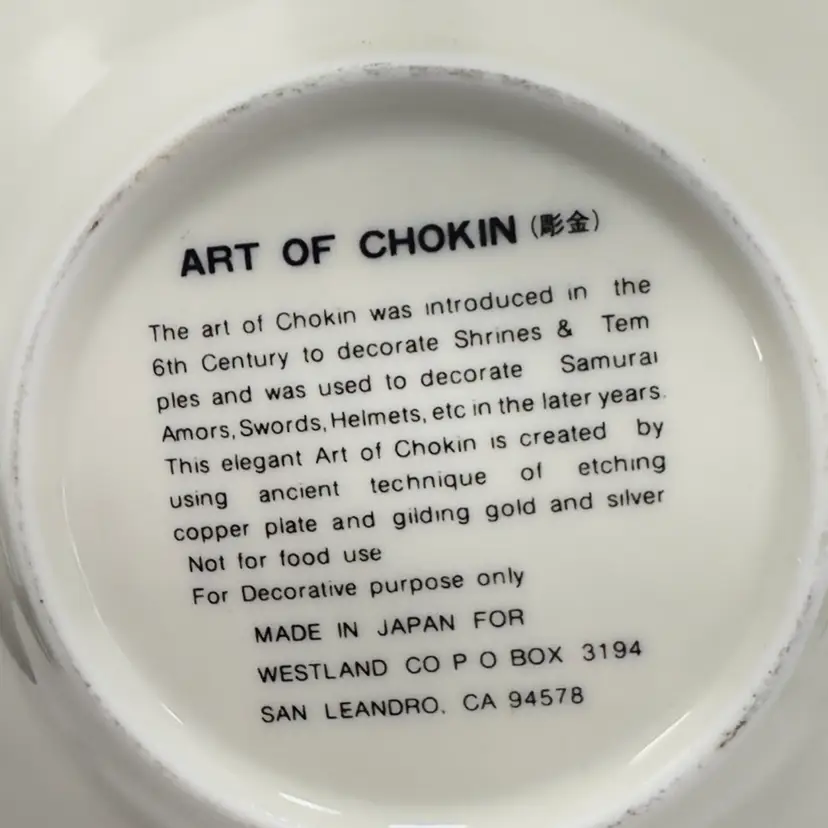 ART OF CHOKIN (彫金)
The art of Chokin was introduced in the
6th Century to decorate Shrines & Tem
ples and was used to decorate Samurai
Amors, Swords, Helmets, etc in the later years.
This elegant Art of Chokin is created by
using ancient technique of etching
copper plate and gilding gold and silver
Not for food use
For Decorative purpose only
MADE IN JAPAN FOR
WESTLAND CO P O BOX 3194
SAN LEANDRO. CA 94578